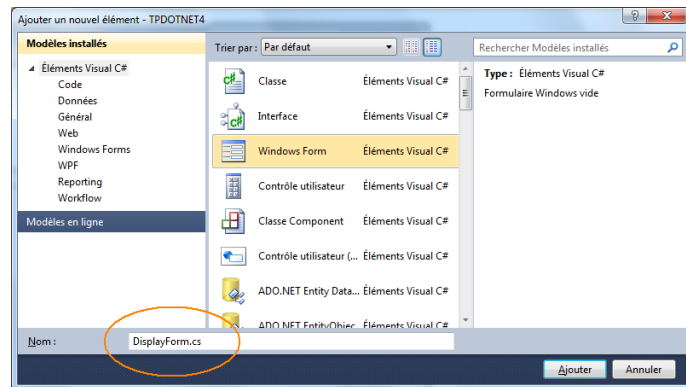 Ajouter un nouvel élément - TPDOTNET4
Modèles installés
Trier par : Par défaut
Rechercher Modèles installés
Éléments Visual C#
Code
Données
Général
Web
Windows Forms
WPF
Reporting
Workflow
Modèles en ligne
Classe Éléments Visual C#
Interface Éléments Visual C#
Windows Form Éléments Visual C#
Contrôle utilisateur Éléments Visual C#
Classe Component Éléments Visual C#
Contrôle utilisateur (... Éléments Visual C#
ADO.NET Entity Data... Éléments Visual C#
ADO.NET EntityObjec... Éléments Visual C#
Type : Éléments Visual C#
Formulaire Windows vide
Nom : DisplayForm.cs
Ajouter Annuler